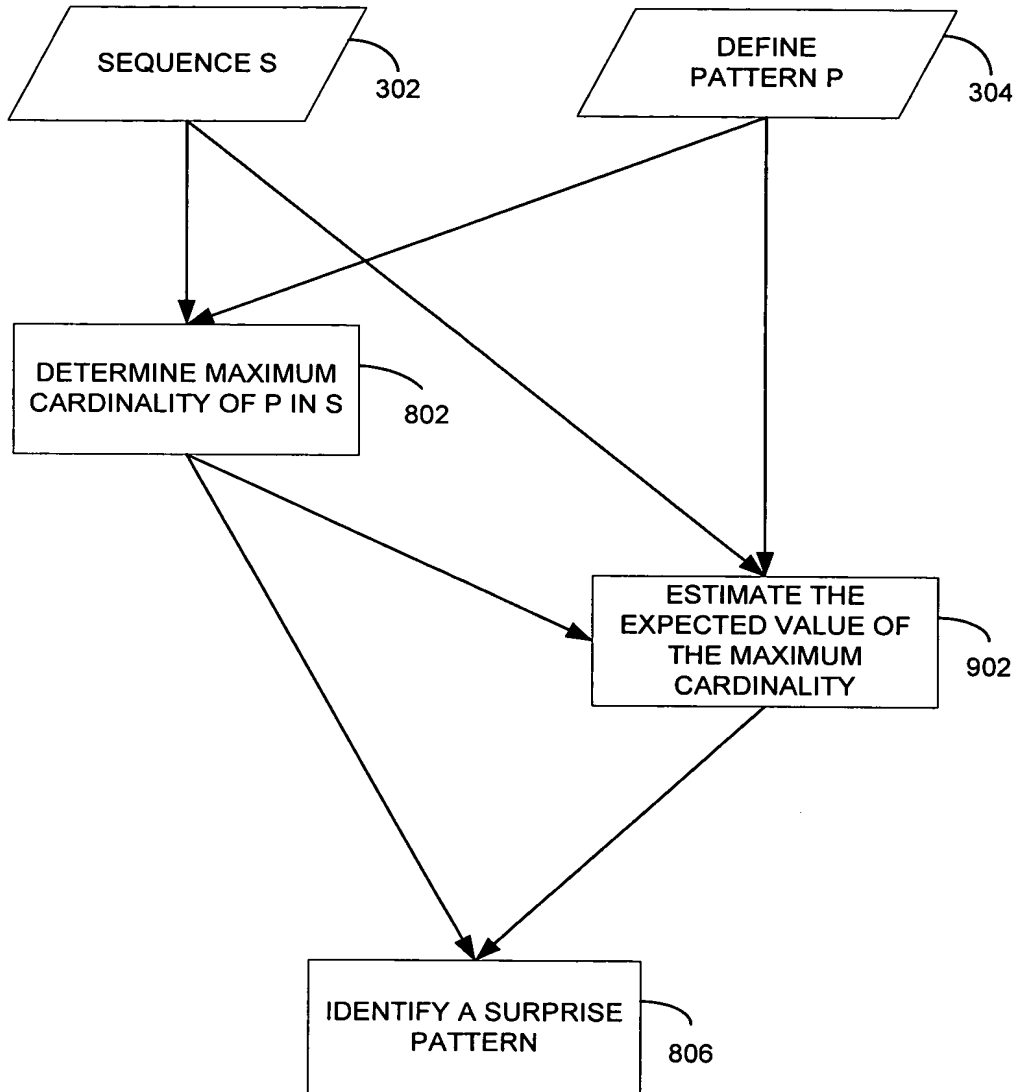 SEQUENCE S
302
DEFINE
PATTERN P
304
DETERMINE MAXIMUM
CARDINALITY OF P IN S
802
ESTIMATE THE
EXPECTED VALUE OF
THE MAXIMUM
CARDINALITY
902
IDENTIFY A SURPRISE
PATTERN
806